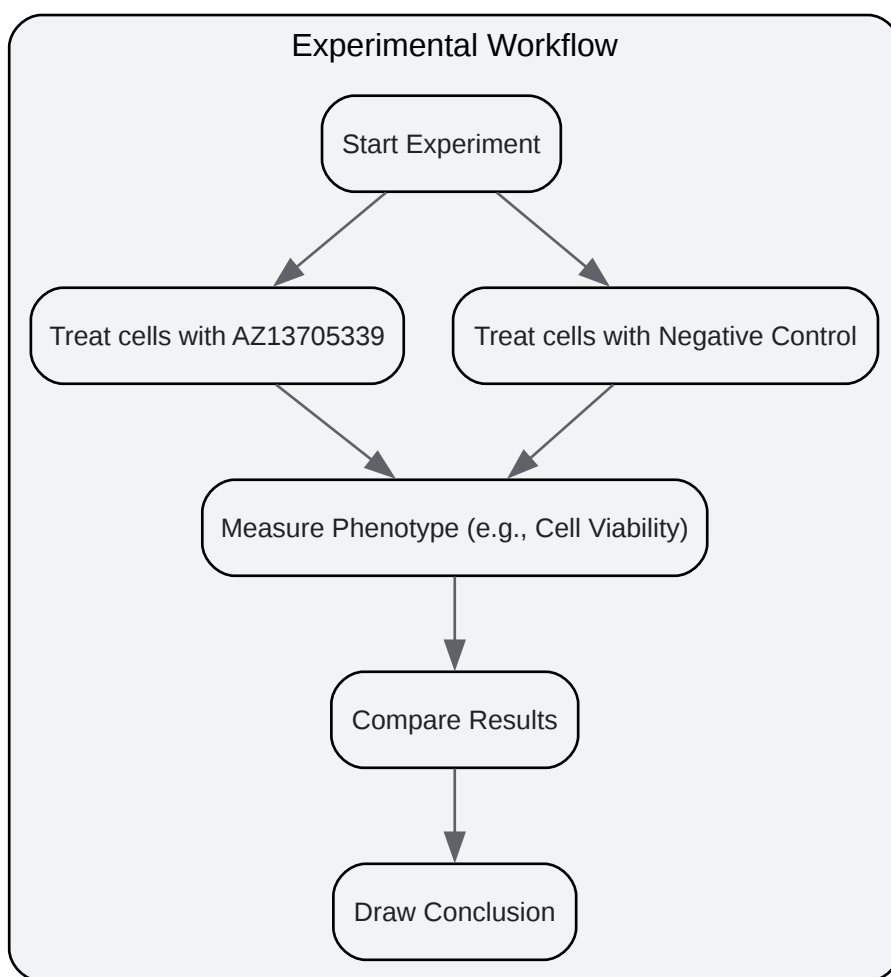 Experimental Workflow
Start Experiment
Treat cells with AZ13705339
Treat cells with Negative Control
Measure Phenotype (e.g., Cell Viability)
Compare Results
Draw Conclusion